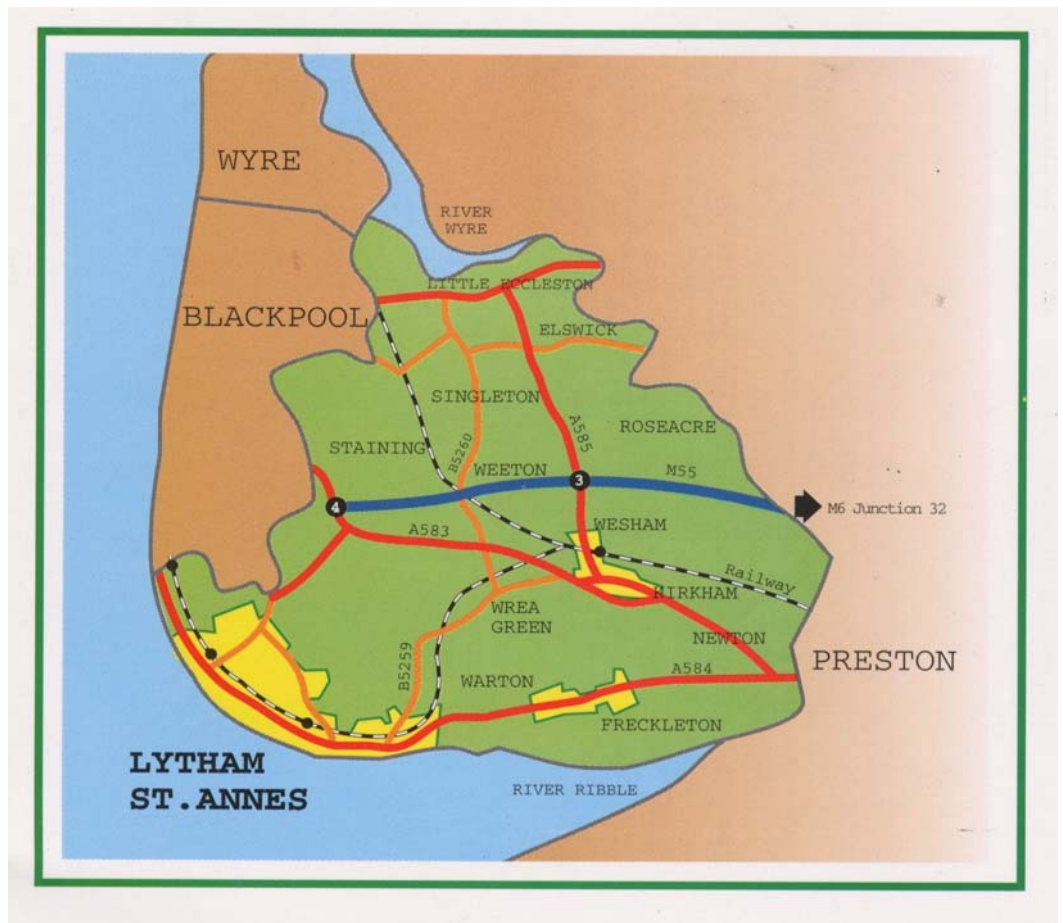 WYRE
RIVER
WYRE
LITTLE ECCLESTON
BLACKPOOL
ELSWICK
SINGLETON
A585
ROSEACRE
STAINING
B5260
WEETON
M55
3
4
M6 Junction 32
WESHAM
A583
Railway
KIRKHAM
WREA
GREEN
NEWTON
PRESTON
B5259
WARTON
A584
FRECKLETON
LYTHAM
ST.ANNES
RIVER RIBBLE